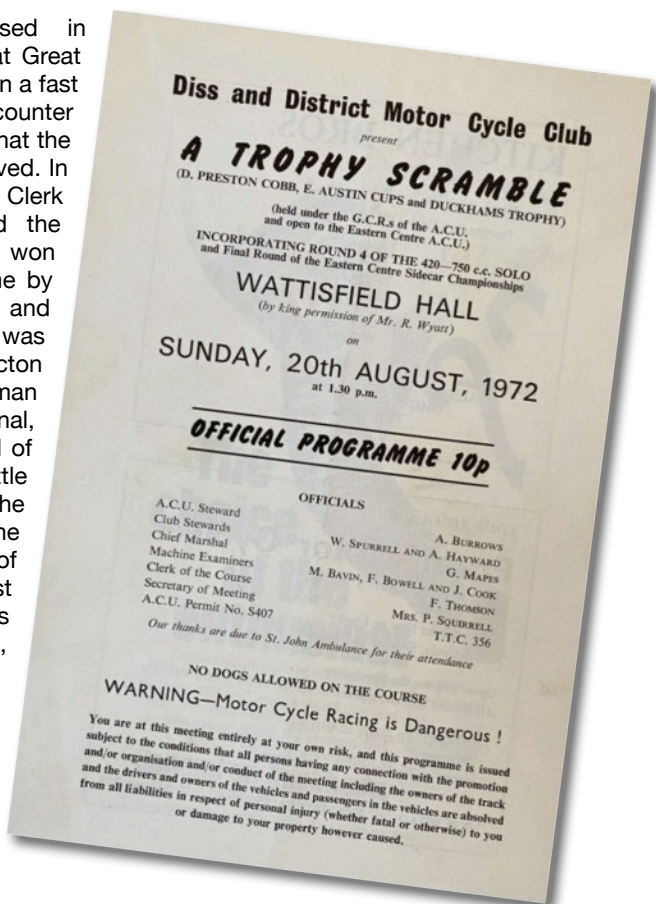 sed in
at Great
n a fast
counter
hat the
ved. In
Clerk
d the
won
ne by
and
was
cton
man
nal,
l of
ttle
he
ne
of
st
s
,
Diss and District Motor Cycle Club
present
A TROPHY SCRAMBLE
(D. PRESTON COBB, E. AUSTIN CUPS and DUCKHAMS TROPHY)
(held under the G.C.R.s of the A.C.U.
and open to the Eastern Centre A.C.U.)
INCORPORATING ROUND 4 OF THE 420—750 c.c. SOLO
and Final Round of the Eastern Centre Sidecar Championships
WATTISFIELD HALL
(by king permission of Mr. R. Wyatt)
on
SUNDAY, 20th AUGUST, 1972
at 1.30 p.m.
OFFICIAL PROGRAMME 10p
OFFICIALS
A.C.U. Steward A. BURROWS
Club Stewards W. SPURRELL AND A. HAYWARD
Chief Marshal G. MAPES
Machine Examiners M. BAVIN, F. BOWELL AND J. COOK
Clerk of the Course F. THOMSON
Secretary of Meeting MRS. P. SQUIRRELL
A.C.U. Permit No. S407 T.T.C. 356
Our thanks are due to St. John Ambulance for their attendance
NO DOGS ALLOWED ON THE COURSE
WARNING—Motor Cycle Racing is Dangerous !
You are at this meeting entirely at your own risk, and this programme is issued
subject to the conditions that all persons having any connection with the promotion
and/or organisation and/or conduct of the meeting including the owners of the track
and the drivers and owners of the vehicles and passengers in the vehicles are absolved
from all liabilities in respect of personal injury (whether fatal or otherwise) to you
or damage to your property however caused.